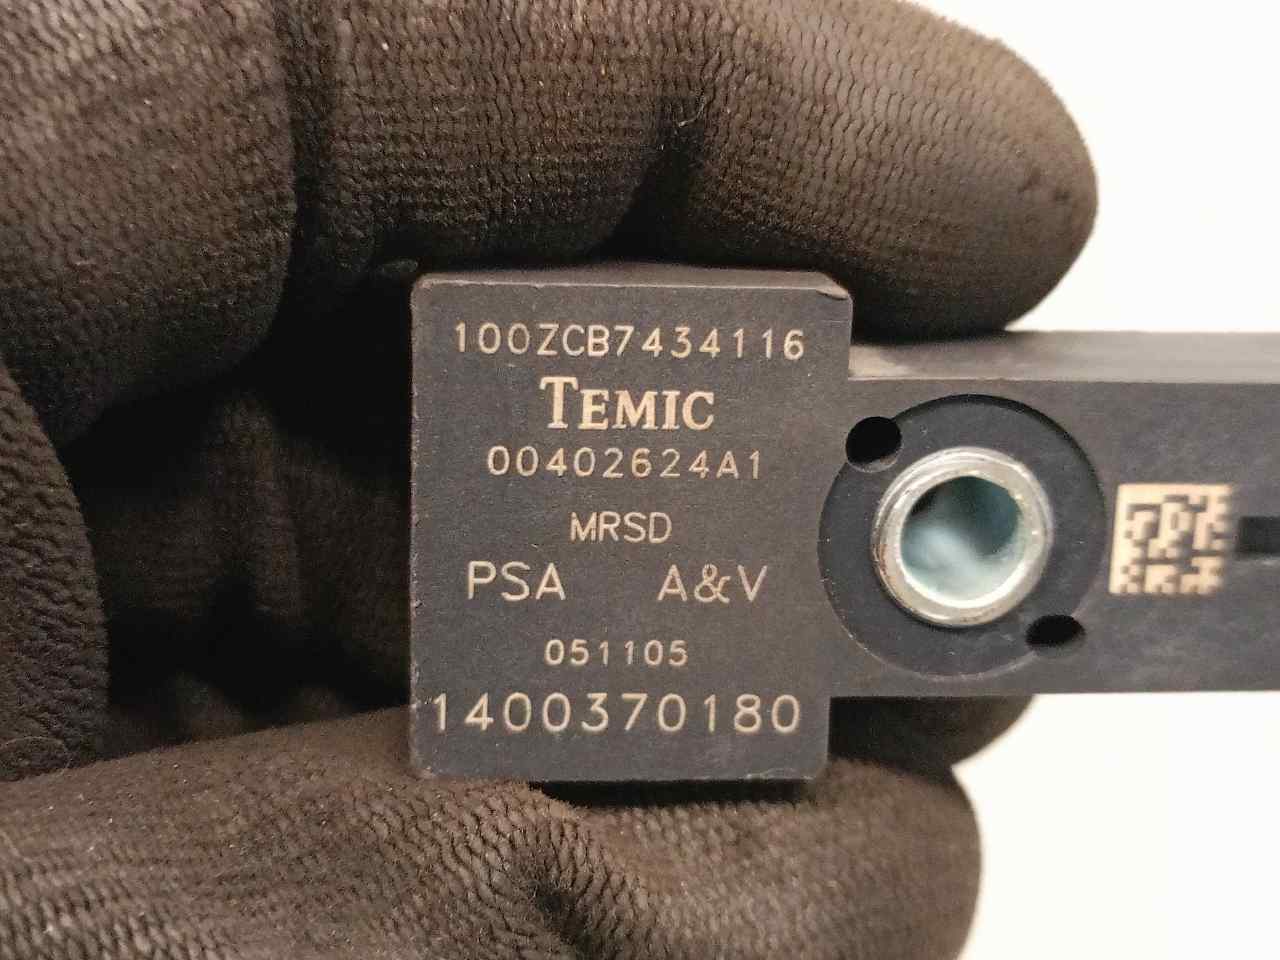 100ZCB7434116
TEMIC
00402624A1
MRSD
PSA A&V
051105
1400370180